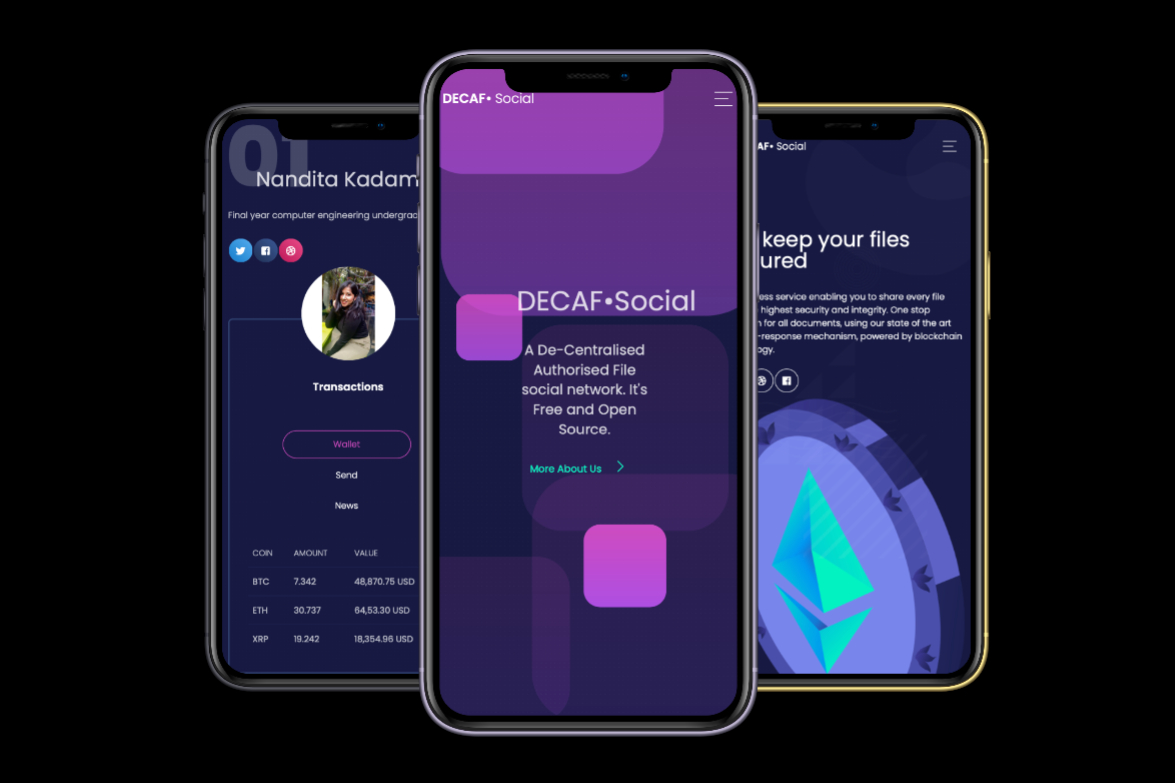 01
Nandita Kadam
Final year computer engineering undergrad
Transactions
Wallet
Send
News
COIN AMOUNT VALUE
BTC 7.342 48,870.75 USD
ETH 30.737 64,53.30 USD
XRP 19.242 18,354.96 USD
DECAF• Social
DECAF•Social
A De-Centralised
Authorised File
social network. It's
Free and Open
Source.
More About Us
AF• Social
keep your files
ured
ess service enabling you to share every file
highest security and integrity. One stop
n for all documents, using our state of the art
-response mechanism, powered by blockchain
ogy.